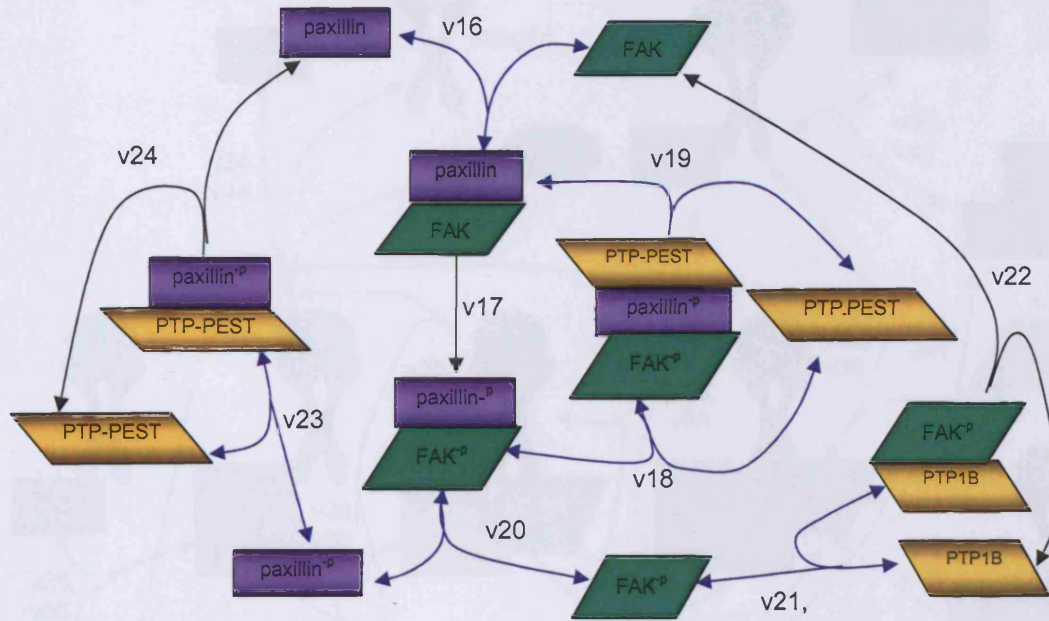 paxillin
v16
FAK
v24
paxillin
v19
FAK
PTP-PEST
paxillin-p
v22
PTP-PEST
v17
paxillin-p
PTP-PEST
FAK-p
paxillin-p
PTP-PEST
v23
FAK-p
FAK-p
v18
PTP1B
v20
paxillin-p
FAK-p
PTP1B
v21,